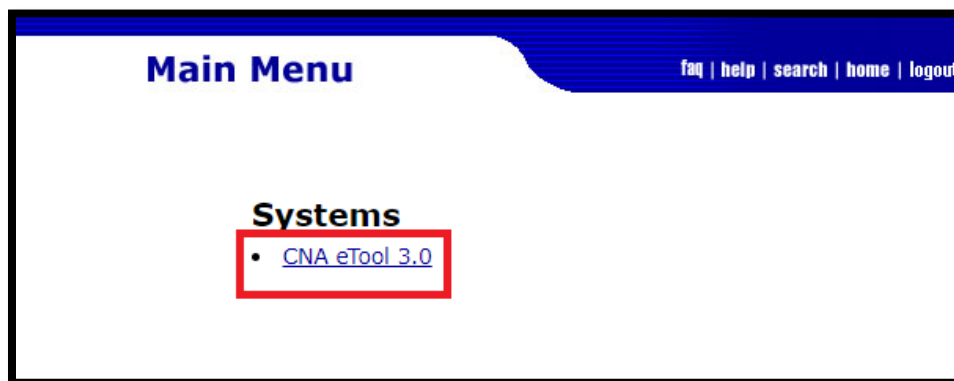 Main Menu
faq | help | search | home | logout
Systems
• CNA eTool 3.0